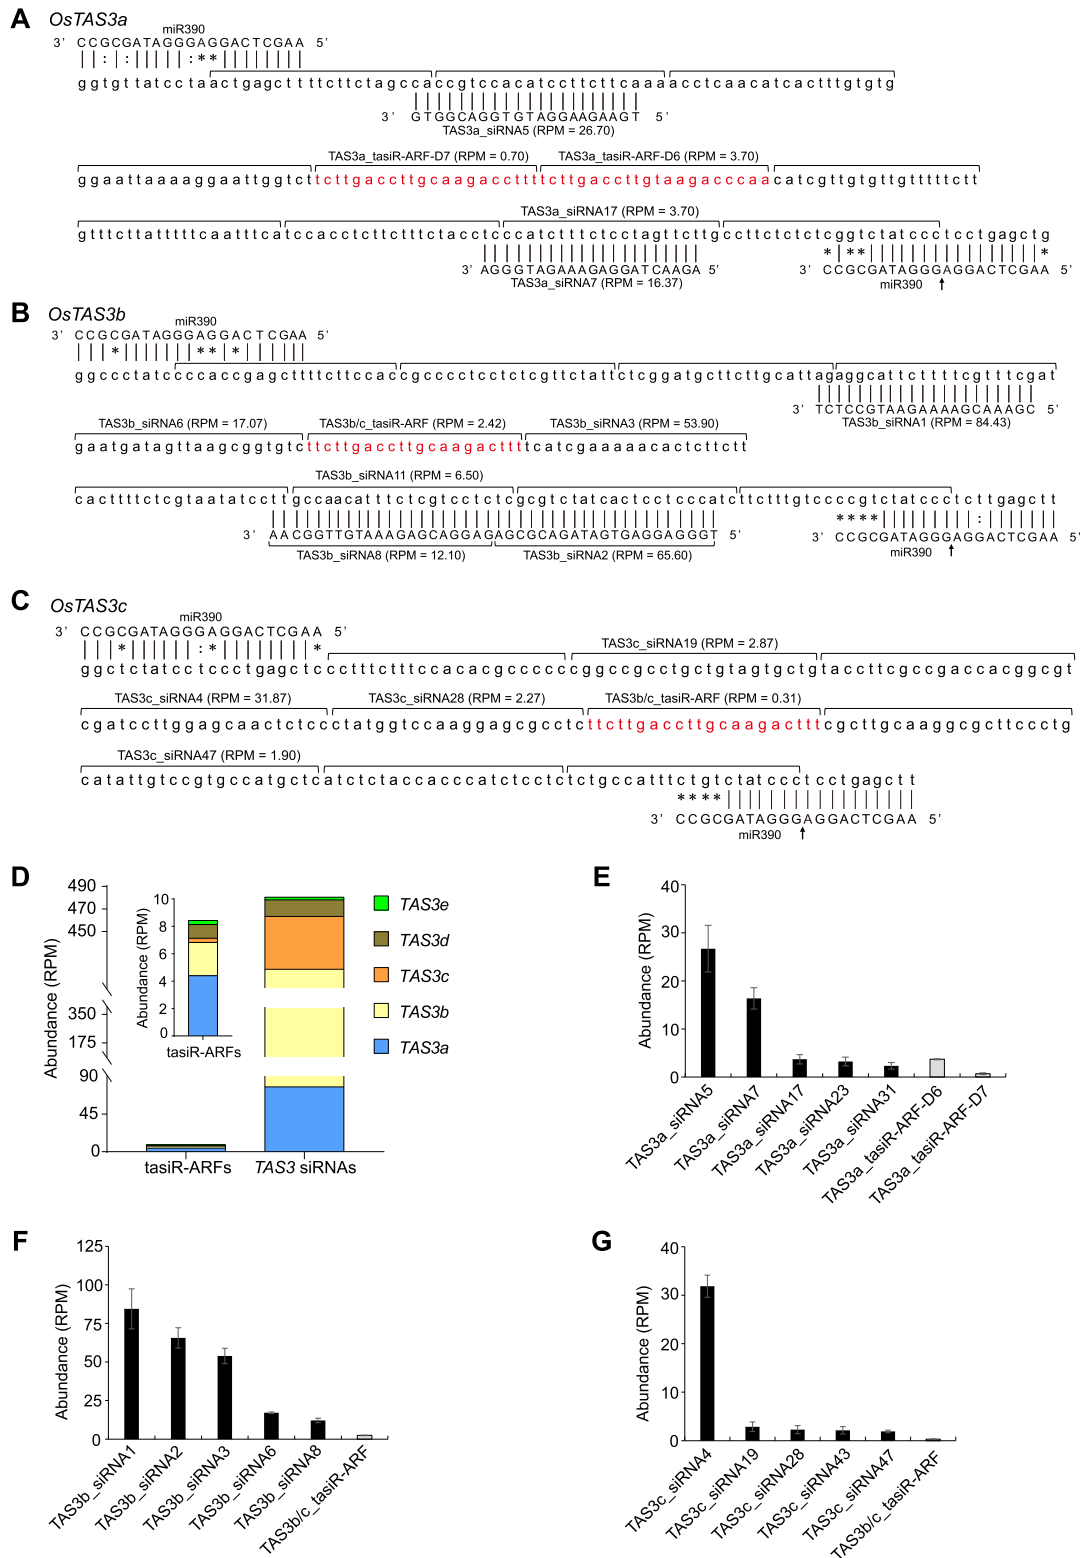 A
OsTAS3a
miR390
3' CCGCGATAGGGAGGACTCGAA 5'
||:|:|||||:**|||||||
ggtgttatcctaactgagcttttcttctagccaccgtccacatccttcttcaaaacctcaacatcactttgtgtg
|||||||||||||||||||
3' GTGGCAGGTGTAGGAAGAAGT 5'
TAS3a_siRNA5 (RPM = 26.70)
TAS3a_tasiR-ARF-D7 (RPM = 0.70) TAS3a_tasiR-ARF-D6 (RPM = 3.70)
ggaattaaaaggaattggtcttcttgaccttgcaagaccttttcttgaccttgtaagacccaacatcgttgtgttgtttttctt
TAS3a_siRNA17 (RPM = 3.70)
gtttcttatttttcaatttcatccacctcttctttctacctcccatctttctcctagttcttgccttctctctcggtctatccctcctgagctg
3' AGGGTAGAAAGAGGATCAAGA 5'
TAS3a_siRNA7 (RPM = 16.37)
* ** *
3' CCGCGATAGGGAGGACTCGAA 5'
miR390
B
OsTAS3b
miR390
3' CCGCGATAGGGAGGACTCGAA 5'
|||*|||||||**|*||||||
ggccctatccccaccgagcttttcttccaccgcccctcctctcgttctattctcggatgcttcttgcattagaggcattctttttcgtttcgat
3' TCTCCGTAAGAAAAGCAAAGC 5'
TAS3b_siRNA1 (RPM = 84.43)
TAS3b_siRNA6 (RPM = 17.07) TAS3b/c_tasiR-ARF (RPM = 2.42) TAS3b_siRNA3 (RPM = 53.90)
gaatgatagttaagcggtgtcttcttgaccttgcaagacttttcatcgaaaaacactcttctt
TAS3b_siRNA11 (RPM = 6.50)
cacttttctcgtaatatccttgccaacatttctcgtcctctcgcgtctatcactcctcccatcttctttgtccccgtctatccctcttgagctt
****
3' AACGGTTGTAAAGAGCAGGAGAGCGCAGATAGTGAGGAGGGT 5'
TAS3b_siRNA8 (RPM = 12.10) TAS3b_siRNA2 (RPM = 65.60)
3' CCGCGATAGGGAGGACTCGAA 5'
miR390
C
OsTAS3c
miR390
3' CCGCGATAGGGAGGACTCGAA 5'
|||*||||||:*|||||||*
TAS3c_siRNA19 (RPM = 2.87)
ggctctatcctccctgagctccctttctttccacacgccccccggccgcctgctgtagtgctgtaccttcgccgaccacggcgt
TAS3c_siRNA4 (RPM = 31.87) TAS3c_siRNA28 (RPM = 2.27) TAS3b/c_tasiR-ARF (RPM = 0.31)
cgatccttggagcaactctccctatggtccaaggagcgcctcttcttgaccttgcaagactttcgcttgcaaggcgcttccctg
TAS3c_siRNA47 (RPM = 1.90)
catattgtccgtgccatgctcatctctaccacccatctcctctctgccatttctgtctatccctcctgagctt
****
3' CCGCGATAGGGAGGACTCGAA 5'
miR390
D
Abundance (RPM)
490
470
450
350
175
90
45
0
Abundance (RPM)
10
8
6
4
2
0
tasiR-ARFs
TAS3e
TAS3d
TAS3c
TAS3b
TAS3a
tasiR-ARFs TAS3 siRNAs
E
Abundance (RPM)
40
30
20
10
0
TAS3a_siRNA5
TAS3a_siRNA7
TAS3a_siRNA17
TAS3a_siRNA23
TAS3a_siRNA31
TAS3a_tasiR-ARF-D6
TAS3a_tasiR-ARF-D7
F
Abundance (RPM)
125
100
75
50
25
0
TAS3b_siRNA1
TAS3b_siRNA2
TAS3b_siRNA3
TAS3b_siRNA6
TAS3b_siRNA8
TAS3b/c_tasiR-ARF
G
Abundance (RPM)
40
30
20
10
0
TAS3c_siRNA4
TAS3c_siRNA19
TAS3c_siRNA28
TAS3c_siRNA43
TAS3c_siRNA47
TAS3b/c_tasiR-ARF